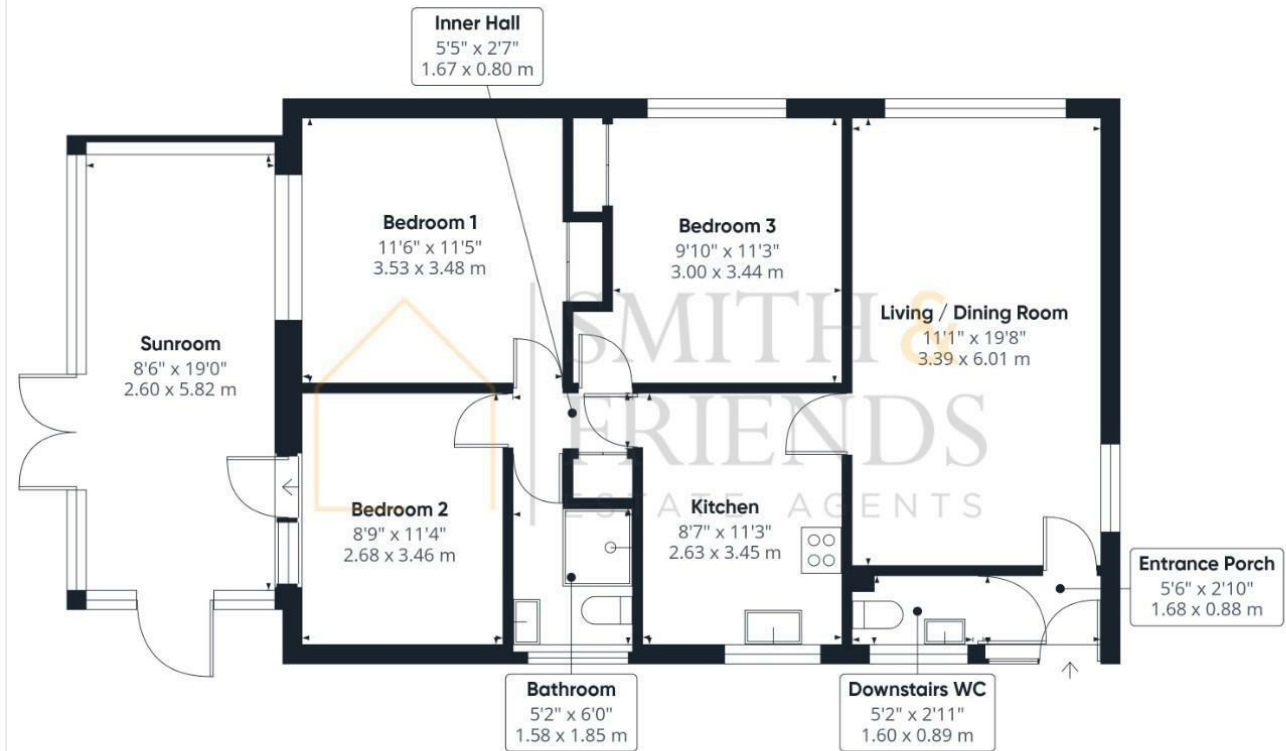 Inner Hall
5'5" x 2'7"
1.67 x 0.80 m
Bedroom 1
11'6" x 11'5"
3.53 x 3.48 m
Bedroom 3
9'10" x 11'3"
3.00 x 3.44 m
Living / Dining Room
11'1" x 19'8"
3.39 x 6.01 m
Sunroom
8'6" x 19'0"
2.60 x 5.82 m
SMITH &
FRIENDS
ESTATE AGENTS
Bedroom 2
8'9" x 11'4"
2.68 x 3.46 m
Kitchen
8'7" x 11'3"
2.63 x 3.45 m
Entrance Porch
5'6" x 2'10"
1.68 x 0.88 m
Bathroom
5'2" x 6'0"
1.58 x 1.85 m
Downstairs WC
5'2" x 2'11"
1.60 x 0.89 m